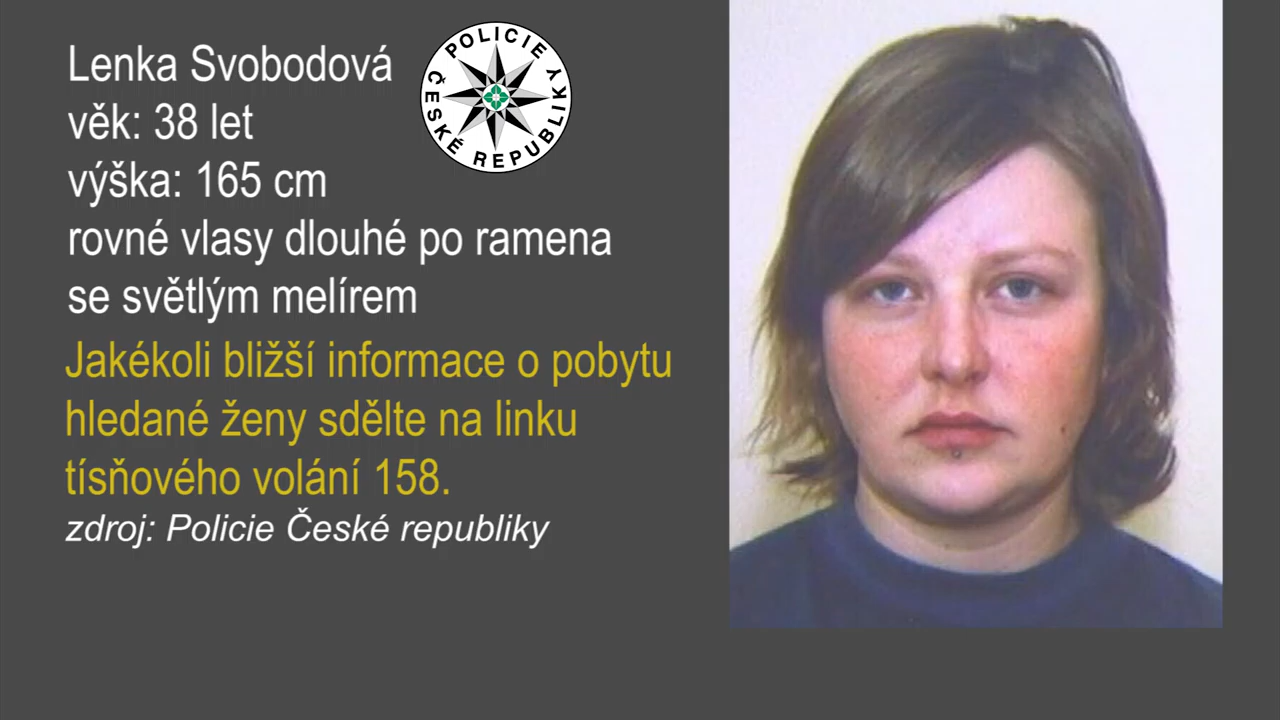 Lenka Svobodová
věk: 38 let
výška: 165 cm
rovné vlasy dlouhé po ramena
se světlým melírem
Jakékoli bližší informace o pobytu
hledané ženy sdělte na linku
tísňového volání 158.
zdroj: Policie České republiky
POLICIE ČESKÉ REPUBLIKY